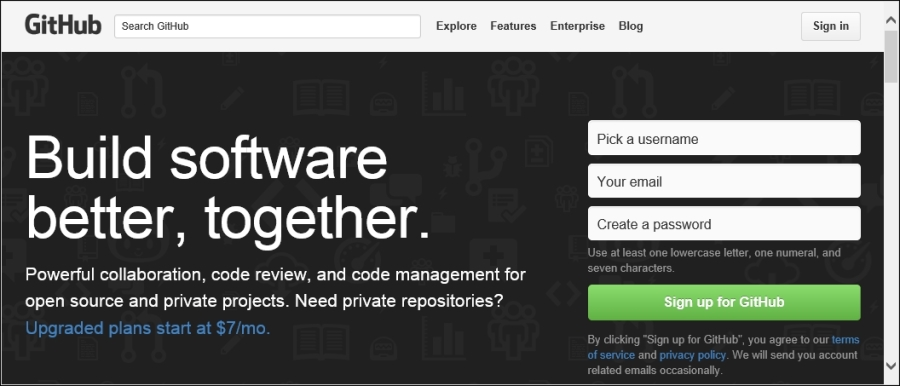 GitHub Search GitHub Explore Features Enterprise Blog Sign in
Build software
better, together.
Powerful collaboration, code review, and code management for
open source and private projects. Need private repositories?
Upgraded plans start at $7/mo.
Pick a username
Your email
Create a password
Use at least one lowercase letter, one numeral, and
seven characters.
Sign up for GitHub
By clicking "Sign up for GitHub", you agree to our terms
of service and privacy policy. We will send you account
related emails occasionally.